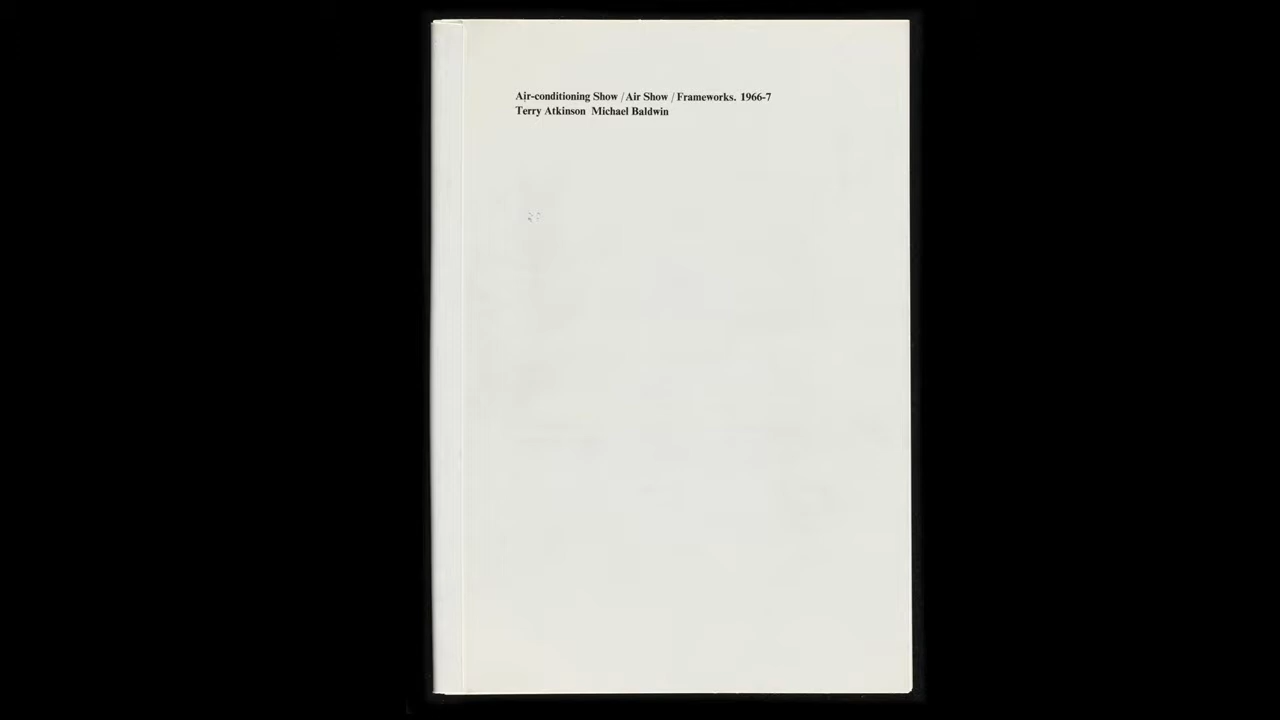 Air-conditioning Show / Air Show / Frameworks. 1966-7
Terry Atkinson Michael Baldwin